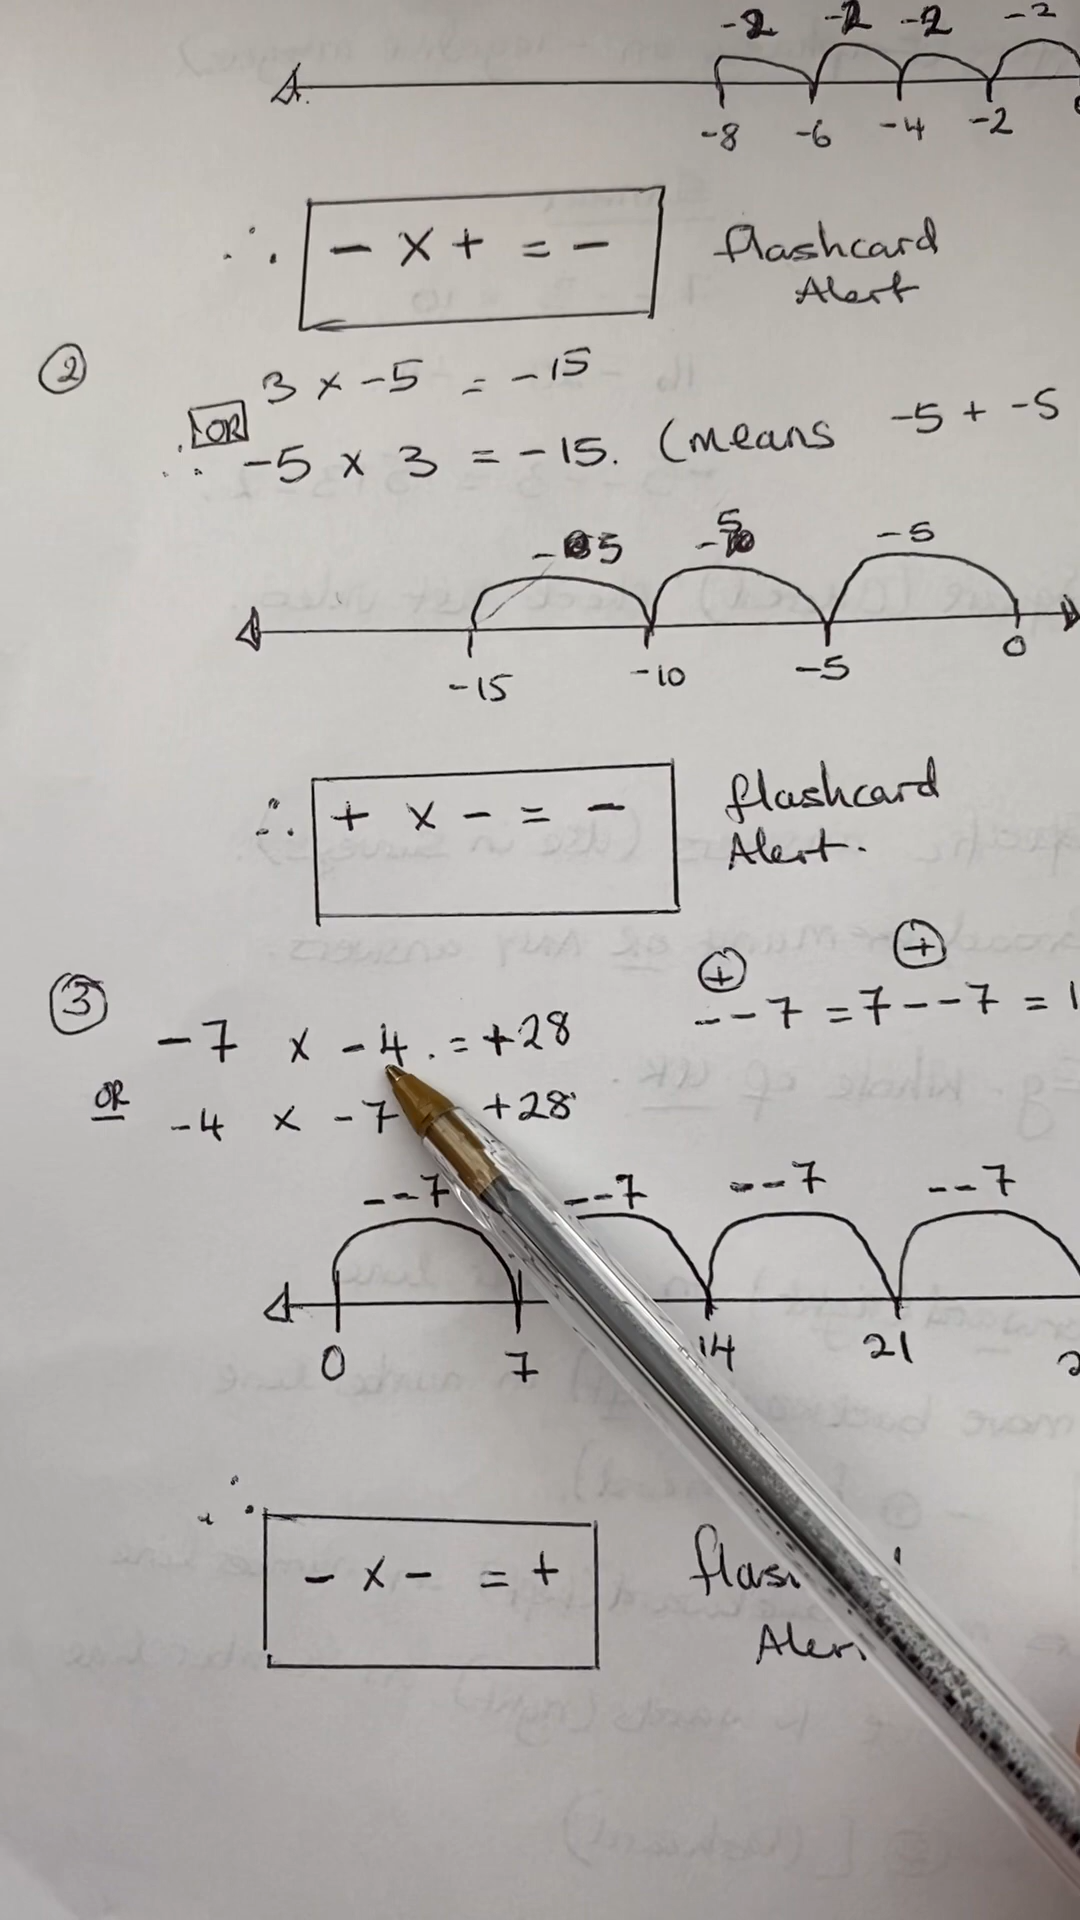 -2 -2 -2 -2
-8 -6 -4 -2
∴ - x + = - flashcard
Alert
② 3 x -5 = -15
OR
∴ -5 x 3 = -15. (means -5 + -5
-5 -5 -5
-15 -10 -5 0
∴ + x - = - flashcard
Alert.
+ +
③ -7 x -4 . = +28 --7 = 7--7 = 1
OR -4 x -7 +28
--7 --7 --7 --7
0 7 14 21 2
∴ - x - = +